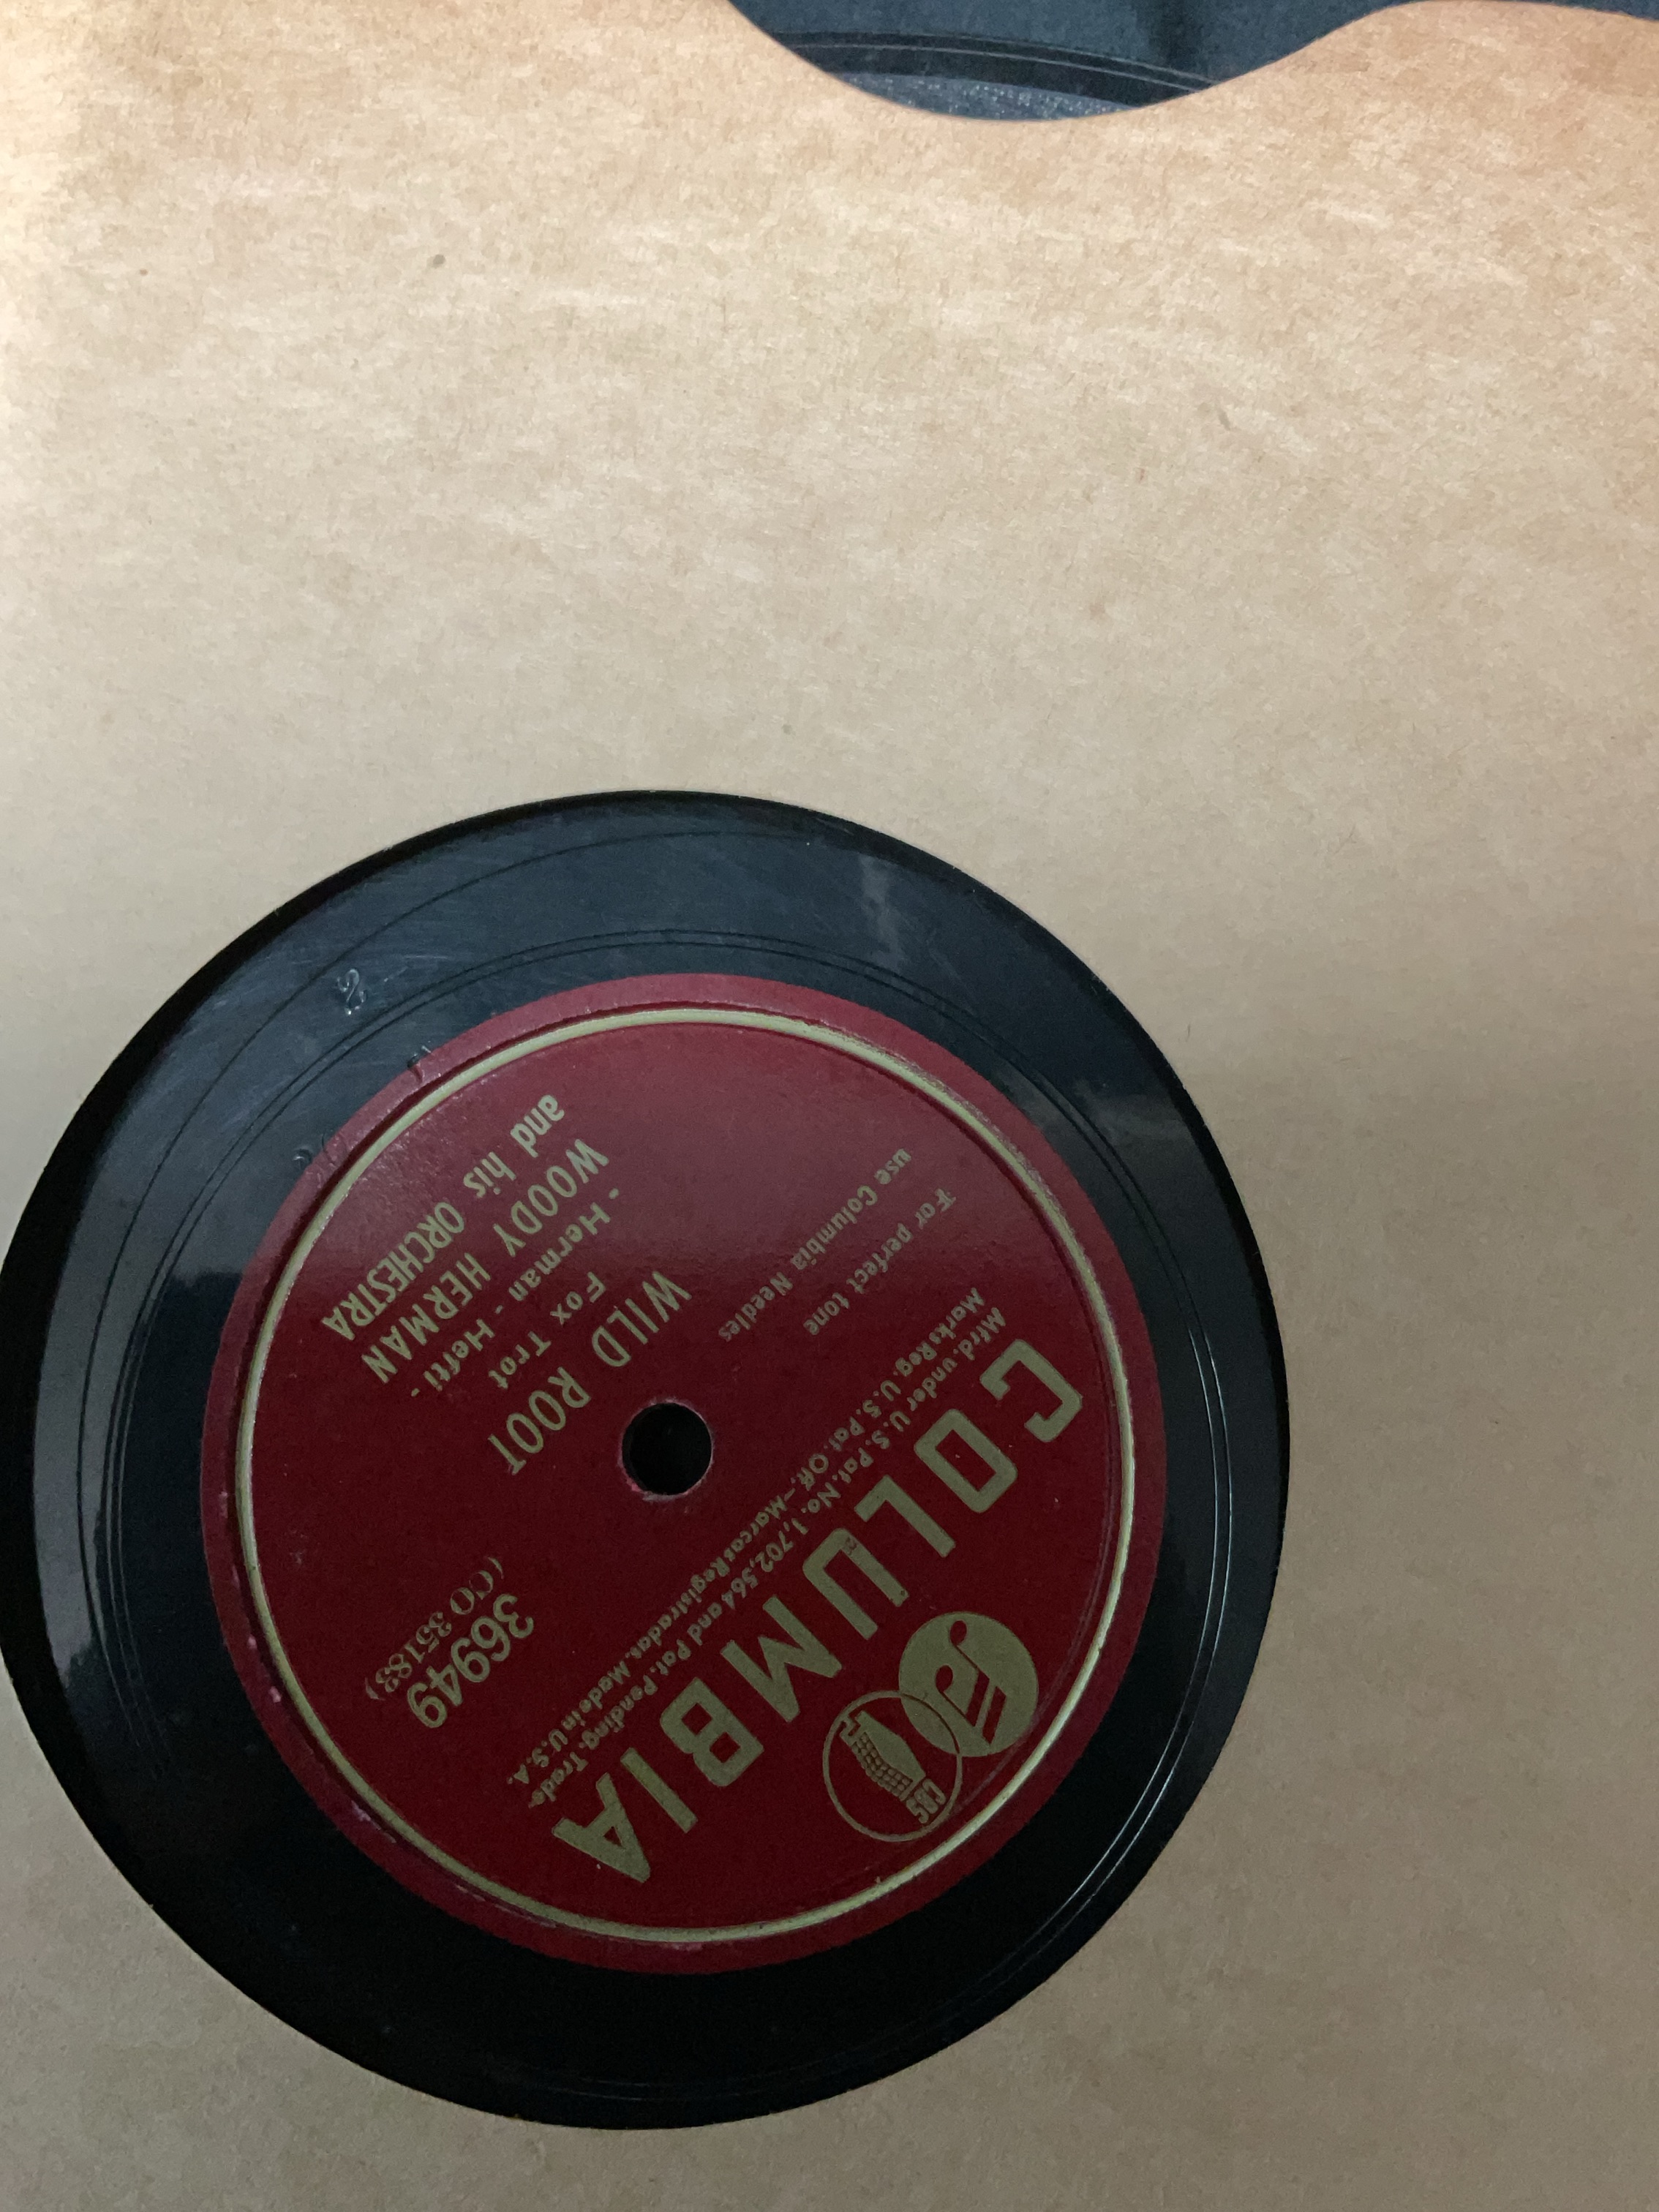 CBS
COLUMBIA
Mfrd. under U.S. Pat. No. 1,702,564 and Pat. Pending. Trade
Marks Reg. U.S. Pat. Off. — Marcas Registradas. Made in U.S.A.
For perfect tone
use Columbia Needles
36949
(CO 35183)
WILD ROOT
Fox Trot
- Herman - Hefti -
WOODY HERMAN
and his ORCHESTRA